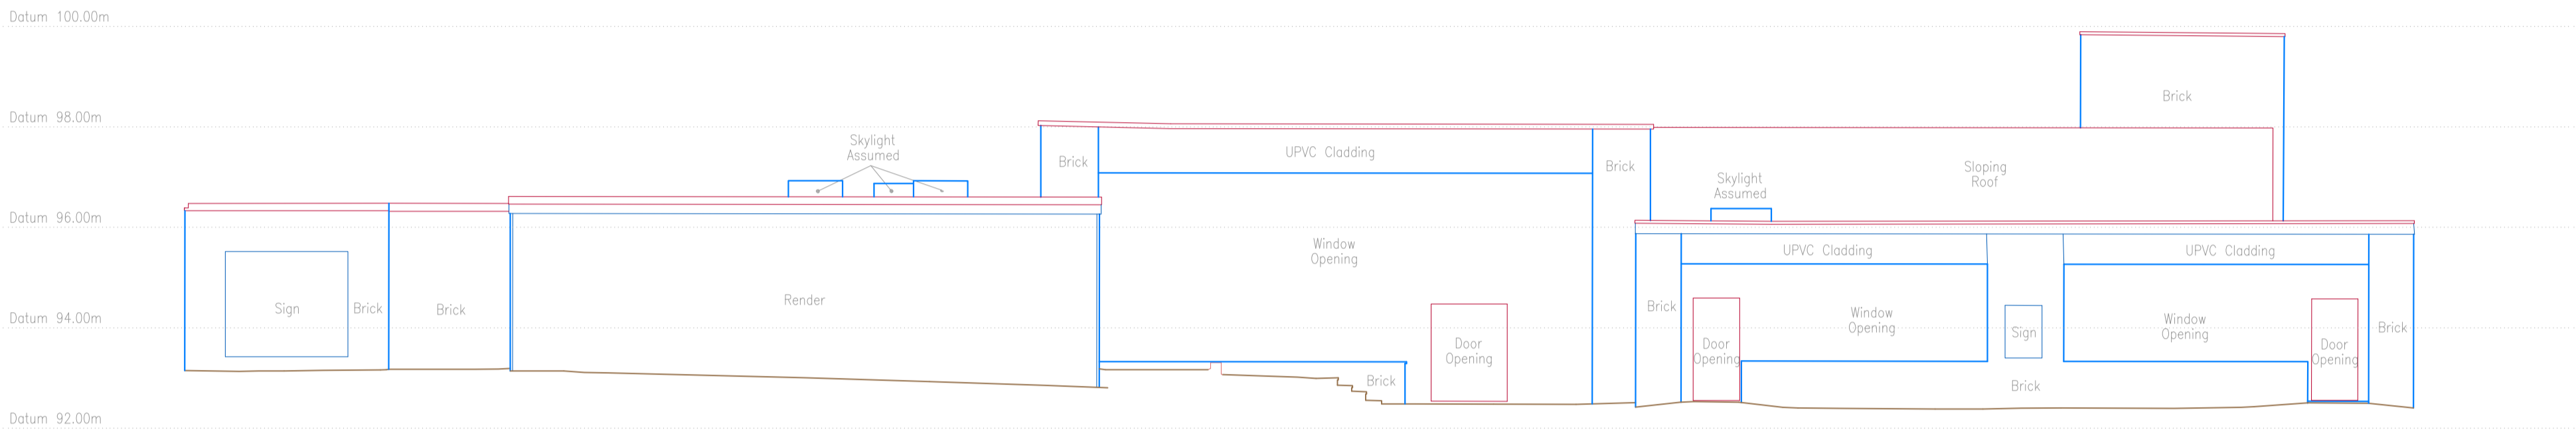 Datum 100.00m
Brick
Datum 98.00m
Skylight
Assumed
Brick
UPVC Cladding
Brick
Sloping
Roof
Skylight
Assumed
Datum 96.00m
Window
Opening
UPVC Cladding
UPVC Cladding
Sign
Brick
Brick
Render
Brick
Window
Opening
Sign
Window
Opening
Brick
Datum 94.00m
Door
Opening
Door
Opening
Door
Opening
Brick
Brick
Datum 92.00m